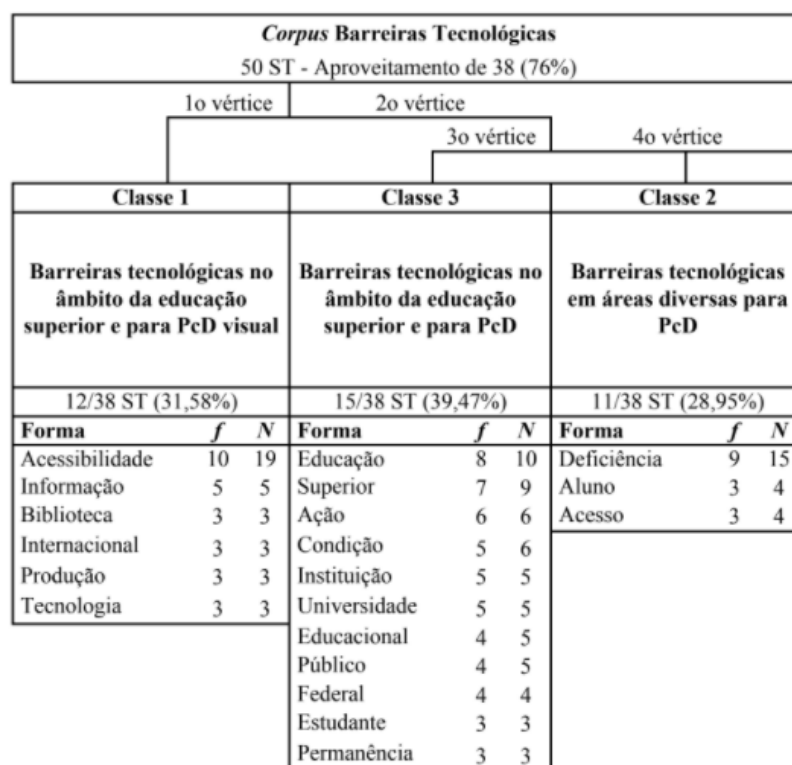 Corpus Barreiras Tecnológicas
50 ST - Aproveitamento de 38 (76%)
1o vértice 2o vértice
3o vértice 4o vértice
Classe 1 Classe 3 Classe 2
Barreiras tecnológicas no Barreiras tecnológicas no Barreiras tecnológicas
âmbito da educação âmbito da educação em áreas diversas para
superior e para PcD visual superior e para PcD PcD
12/38 ST (31,58%) 15/38 ST (39,47%) 11/38 ST (28,95%)
Forma f N Forma f N Forma f N
Acessibilidade 10 19 Educação 8 10 Deficiência 9 15
Informação 5 5 Superior 7 9 Aluno 3 4
Biblioteca 3 3 Ação 6 6 Acesso 3 4
Internacional 3 3 Condição 5 6
Produção 3 3 Instituição 5 5
Tecnologia 3 3 Universidade 5 5
Educacional 4 5
Público 4 5
Federal 4 4
Estudante 3 3
Permanência 3 3